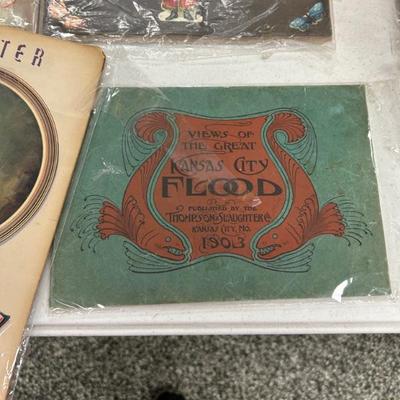 TER
VIEWS OF
THE GREAT
KANSAS CITY
FLOOD
PUBLISHED BY THE
THOMPSON & SLAUGHTER Co
KANSAS CITY, MO.
1903